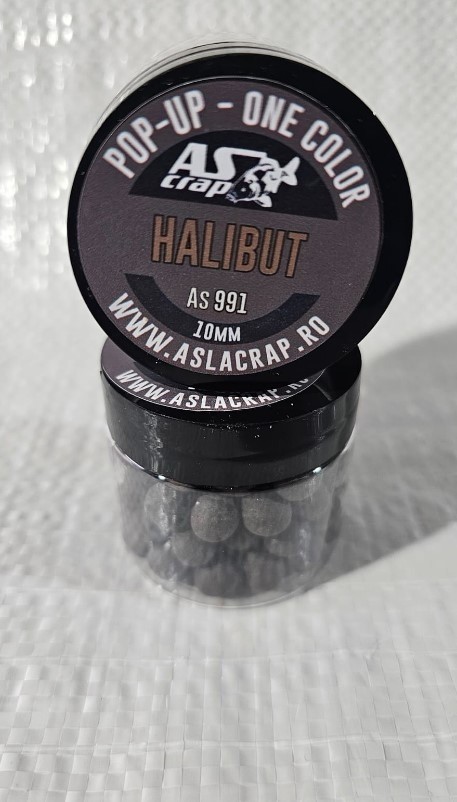 POP-UP - ONE COLOR
AS
crap
HALIBUT
As 991
10MM
WWW.ASLACRAP.RO
WWW.ASLACRAP.RO